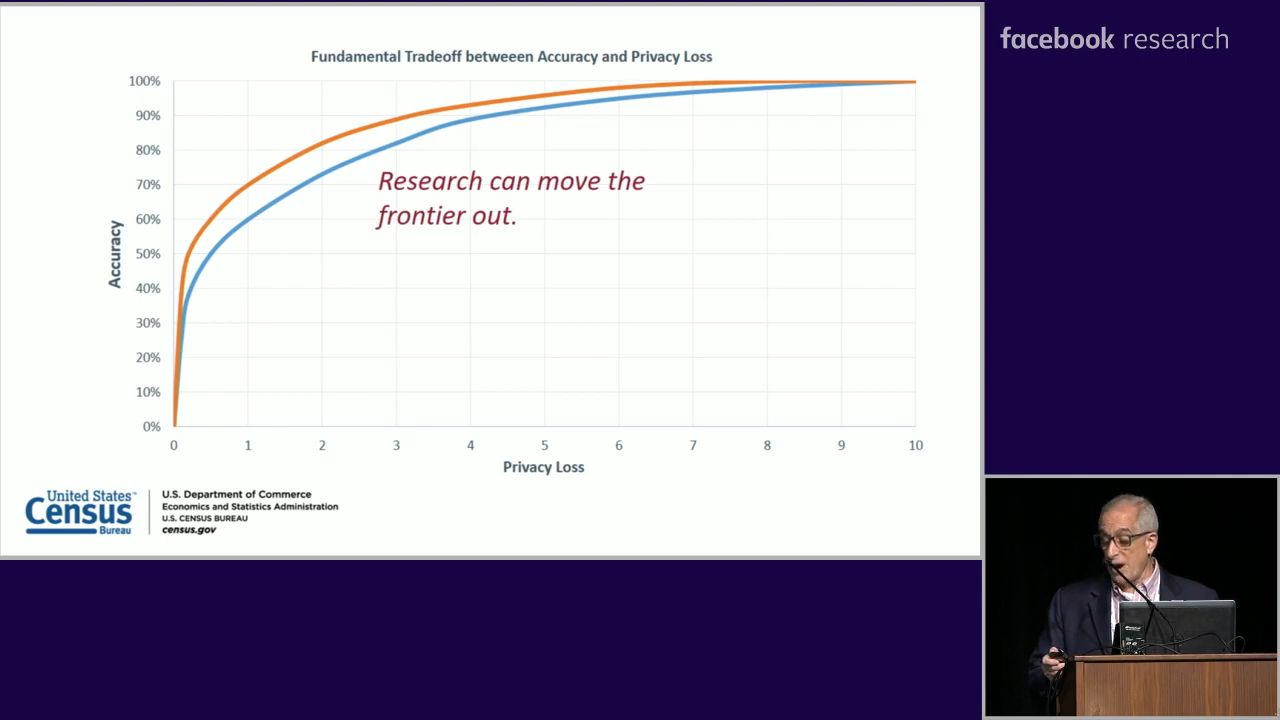 facebook research
Fundamental Tradeoff betweeen Accuracy and Privacy Loss
100%
90%
80%
70%
60%
50%
40%
30%
20%
10%
0%
Accuracy
Research can move the
frontier out.
0 1 2 3 4 5 6 7 8 9 10
Privacy Loss
United States™
Census
Bureau
U.S. Department of Commerce
Economics and Statistics Administration
U.S. CENSUS BUREAU
census.gov